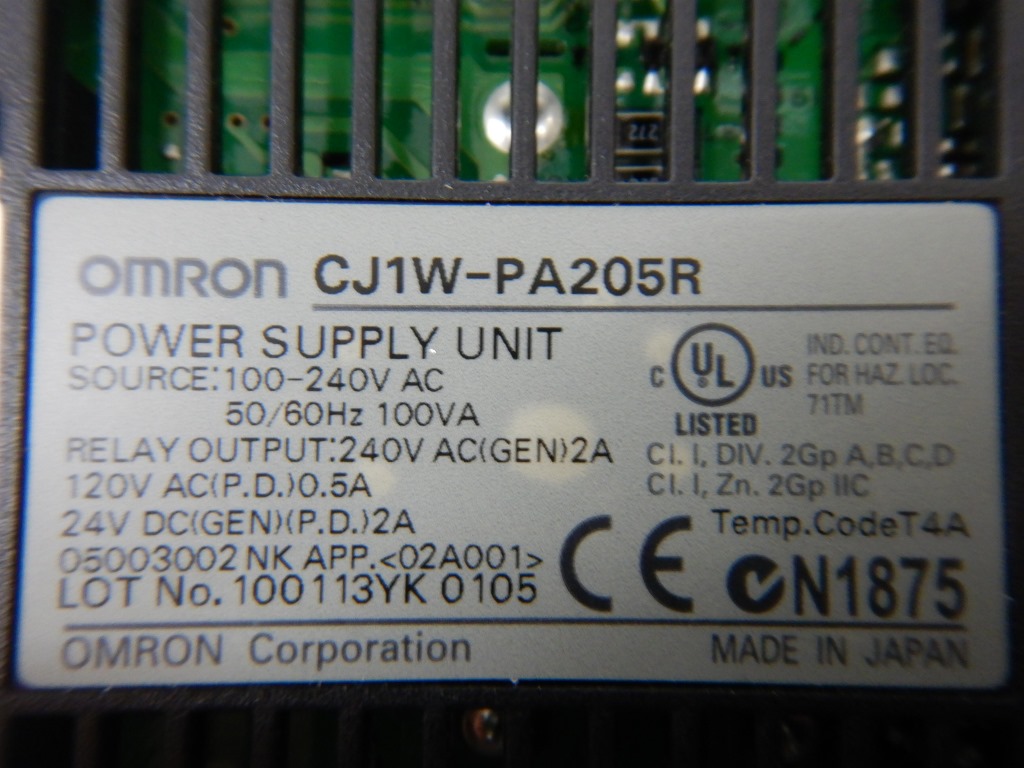 272
OMRON CJ1W-PA205R
POWER SUPPLY UNIT
SOURCE:100-240V AC
50/60Hz 100VA
RELAY OUTPUT:240V AC(GEN)2A
120V AC(P.D.)0.5A
24V DC(GEN)(P.D.)2A
05003002 NK APP.<02A001>
LOT No. 100113YK 0105
C UL US
LISTED
IND. CONT. EQ.
FOR HAZ. LOC.
71TM
Cl. I, DIV. 2Gp A,B,C,D
Cl. I, Zn. 2Gp IIC
Temp.Code T4A
CE N1875
OMRON Corporation MADE IN JAPAN